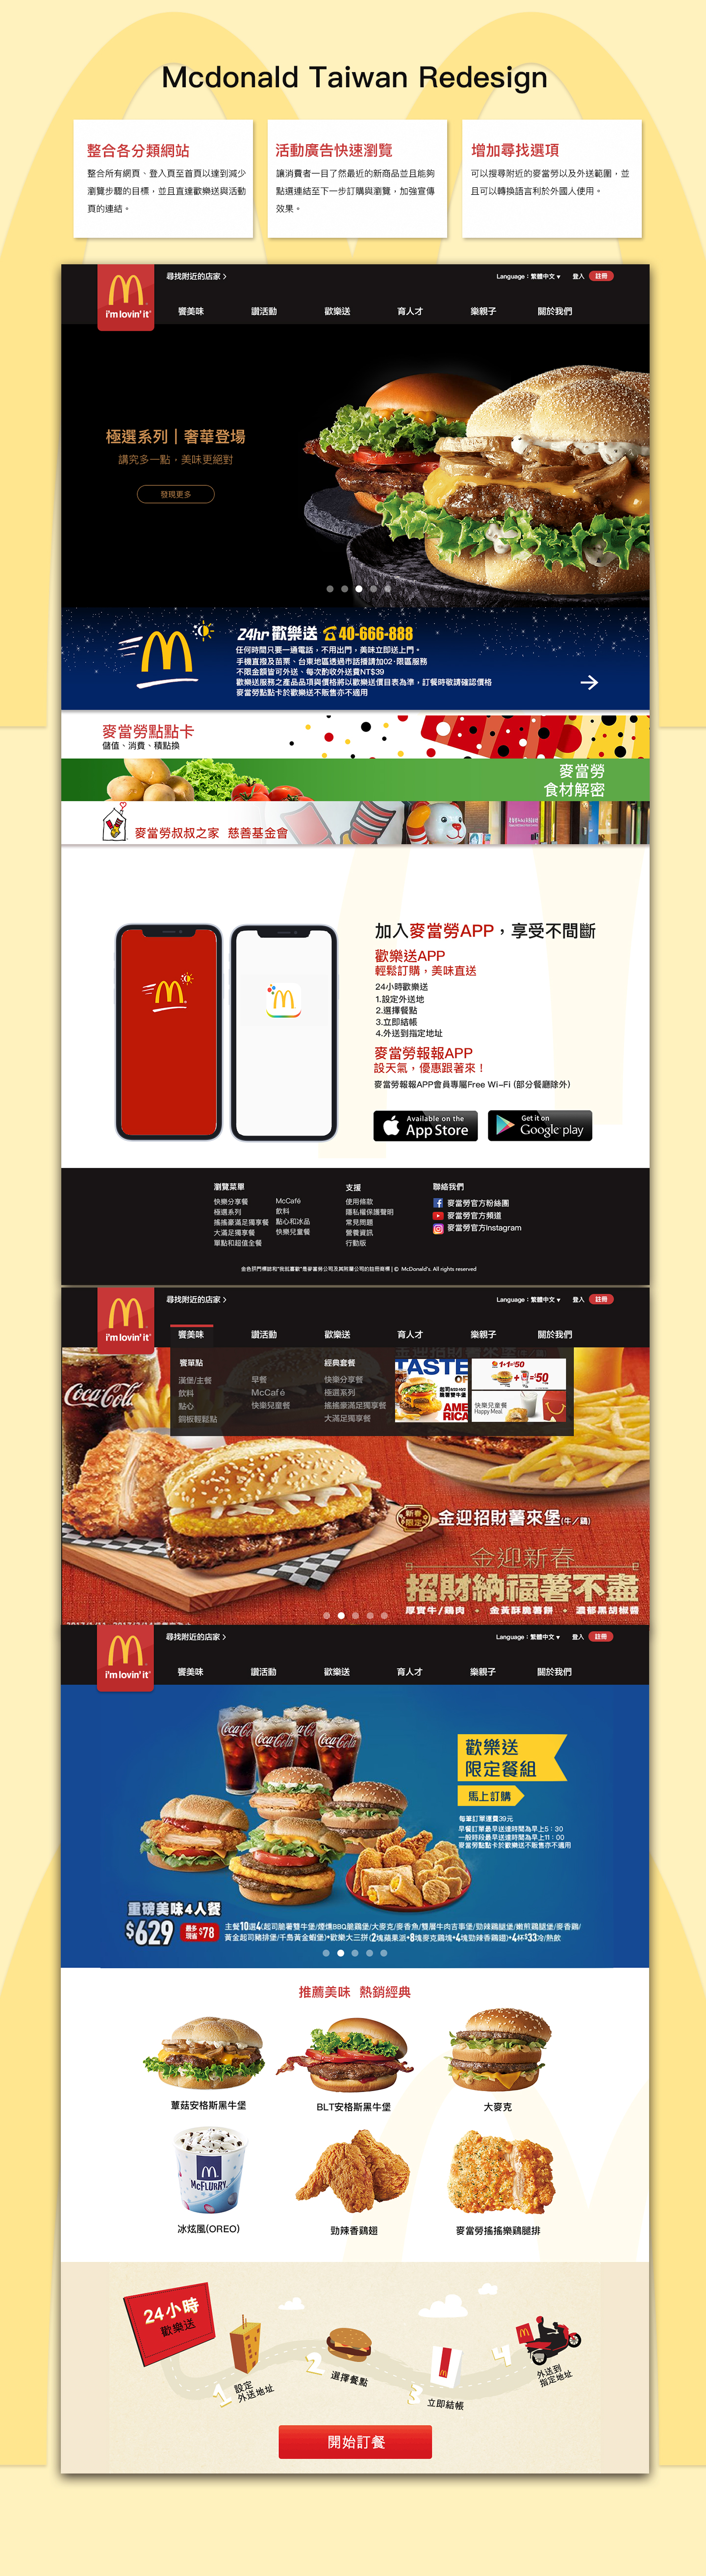 Mcdonald Taiwan Redesign
整合各分類網站
整合所有網頁、登入頁至首頁以達到減少
瀏覽步驟的目標，並且直達歡樂送與活動
頁的連結。
活動廣告快速瀏覽
讓消費者一目了然最近的新商品並且能夠
點選連結至下一步訂購與瀏覽，加強宣傳
效果。
增加尋找選項
可以搜尋附近的麥當勞以及外送範圍，並
且可以轉換語言利於外國人使用。
i'm lovin' it
尋找附近的店家 >
Language：繁體中文 ▼ 登入 註冊
饗美味 讚活動 歡樂送 育人才 樂親子 關於我們
極選系列 | 奢華登場
講究多一點，美味更絕對
發現更多
24hr 歡樂送 ☎40-666-888
任何時間只要一通電話，不用出門，美味立即送上門。
手機直撥及苗栗、台東地區透過市話播請加02-限區服務
不限金額皆可外送、每次酌收外送費NT$39
歡樂送服務之產品品項與價格將以歡樂送價目表為準，訂餐時敬請確認價格
麥當勞點點卡於歡樂送不販售亦不適用
麥當勞點點卡
儲值、消費、積點換
麥當勞
食材解密
麥當勞叔叔之家 慈善基金會
加入麥當勞APP，享受不間斷
歡樂送APP
輕鬆訂購，美味直送
24小時歡樂送
1.設定外送地
2.選擇餐點
3.立即結帳
4.外送到指定地址
麥當勞報報APP
設天氣，優惠跟著來！
麥當勞報報APP會員專屬Free Wi-Fi (部分餐廳除外)
Available on the
App Store
Get it on
Google play
瀏覽菜單
快樂分享餐
極選系列
搖搖豪滿足獨享餐
大滿足獨享餐
單點和超值全餐
McCafé
飲料
點心和冰品
快樂兒童餐
支援
使用條款
隱私權保護聲明
常見問題
營養資訊
行動版
聯絡我們
麥當勞官方粉絲團
麥當勞官方頻道
麥當勞官方Instagram
金色拱門標誌和"我就喜歡"是麥當勞公司及其附屬公司的註冊商標 | © McDonald's. All rights reserved
i'm lovin' it
尋找附近的店家 >
Language：繁體中文 ▼ 登入 註冊
饗美味 讚活動 歡樂送 育人才 樂親子 關於我們
饗單點
漢堡/主餐
飲料
點心
銅板輕鬆點
早餐
McCafé
快樂兒童餐
經典套餐
快樂分享餐
極選系列
搖搖豪滿足獨享餐
大滿足獨享餐
TASTE
OF
AME
RICA
1+1=50
=50
快樂兒童餐
Happy Meal
Coca-Cola
新春
限定
金迎招財薯來堡(牛/雞)
金迎新春
招財納福薯不盡
厚實牛/雞肉 • 金黃酥脆薯餅 • 濃郁黑胡椒醬
i'm lovin' it
尋找附近的店家 >
Language：繁體中文 ▼ 登入 註冊
饗美味 讚活動 歡樂送 育人才 樂親子 關於我們
歡樂送
限定餐組
馬上訂購
每筆訂單運費39元
早餐訂單最早送達時間為早上5：30
一般時段最早送達時間為早上11：00
麥當勞點點卡於歡樂送不販售亦不適用
重磅美味4人餐
$629 最多現省$78
主餐10選4(起司脆薯雙牛堡/煙燻BBQ脆雞堡/大麥克/麥香魚/雙層牛肉吉事堡/勁辣雞腿堡/嫩煎雞腿堡/麥香雞/
黃金起司豬排堡/千島黃金蝦堡)+歡樂大三拼(2塊蘋果派+8塊麥克雞塊+4塊勁辣香雞翅)+4杯$33冷/熱飲
推薦美味 熱銷經典
蕈菇安格斯黑牛堡
BLT安格斯黑牛堡
大麥克
McFLURRY
冰炫風(OREO)
勁辣香雞翅
麥當勞搖搖樂雞腿排
24小時
歡樂送
1 設定
外送地址
2 選擇餐點
3 立即結帳
4 外送到
指定地址
開始訂餐